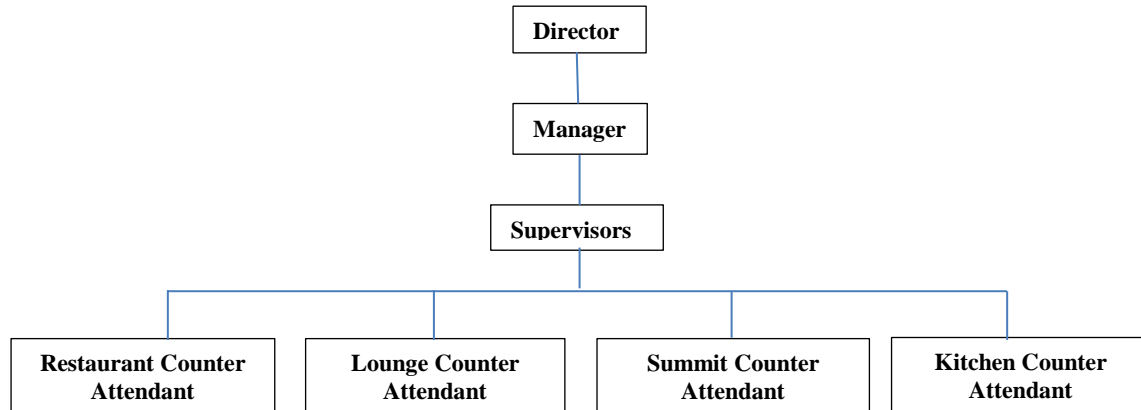 Director
Manager
Supervisors
Restaurant Counter
Attendant
Lounge Counter
Attendant
Summit Counter
Attendant
Kitchen Counter
Attendant